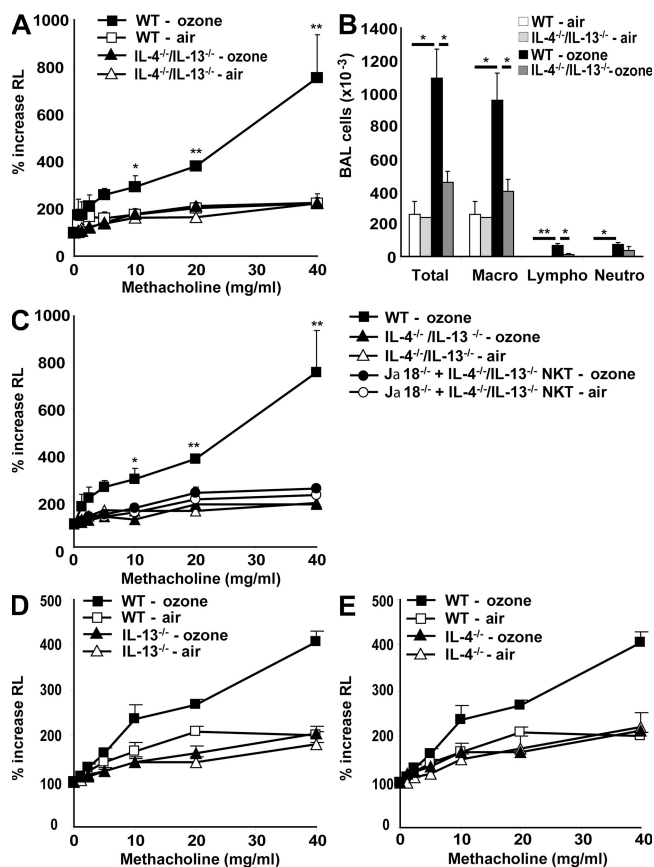 A
WT - ozone
WT - air
IL-4-/-/IL-13-/- - ozone
IL-4-/-/IL-13-/- - air
1000
800
600
400
200
0
% increase RL
* ** **
0 10 20 30 40
Methacholine (mg/ml)
B
WT - air
IL-4-/-/IL-13-/- air
WT - ozone
IL-4-/-/IL-13-/- ozone
1400
1200
1000
800
600
400
200
0
BAL cells (x10-3)
* * * * ** * *
Total Macro Lympho Neutro
C
WT - ozone
IL-4-/-/IL-13 -/- - ozone
IL-4-/-/IL-13-/- - air
Ja 18-/- + IL-4-/-/IL-13-/- NKT - ozone
Ja 18-/- + IL-4-/-/IL-13-/- NKT - air
1000
800
600
400
200
0
% increase RL
* ** **
0 10 20 30 40
Methacholine (mg/ml)
D
WT - ozone
WT - air
IL-13-/- - ozone
IL-13-/- - air
500
400
300
200
100
0
% increase RL
0 10 20 30 40
Methacholine (mg/ml)
E
WT - ozone
WT - air
IL-4-/- - ozone
IL-4-/- - air
500
400
300
200
100
0
% increase RL
0 10 20 30 40
Methacholine (mg/ml)